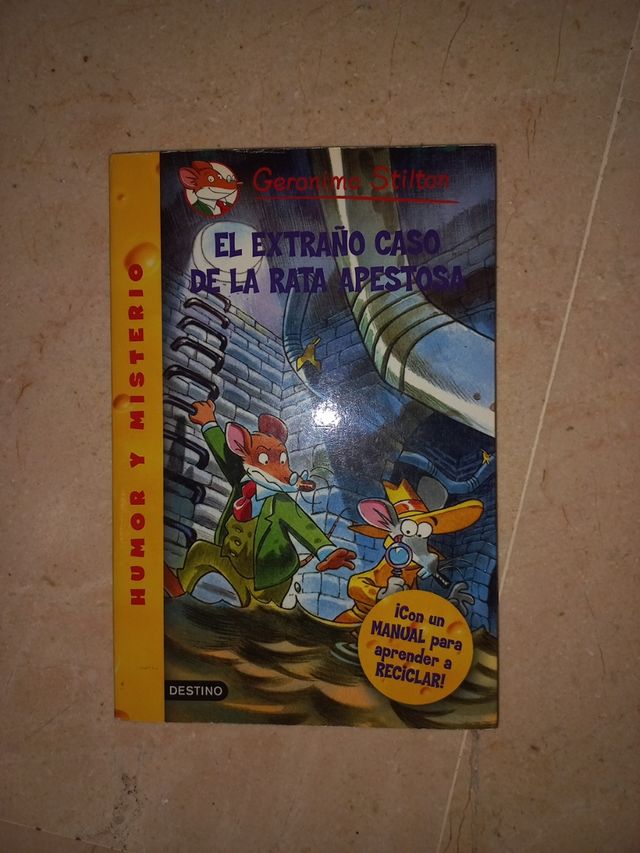 Geronimo Stilton
EL EXTRAÑO CASO
DE LA RATA APESTOSA
HUMOR Y MISTERIO
¡Con un
MANUAL para
aprender a
RECICLAR!
DESTINO